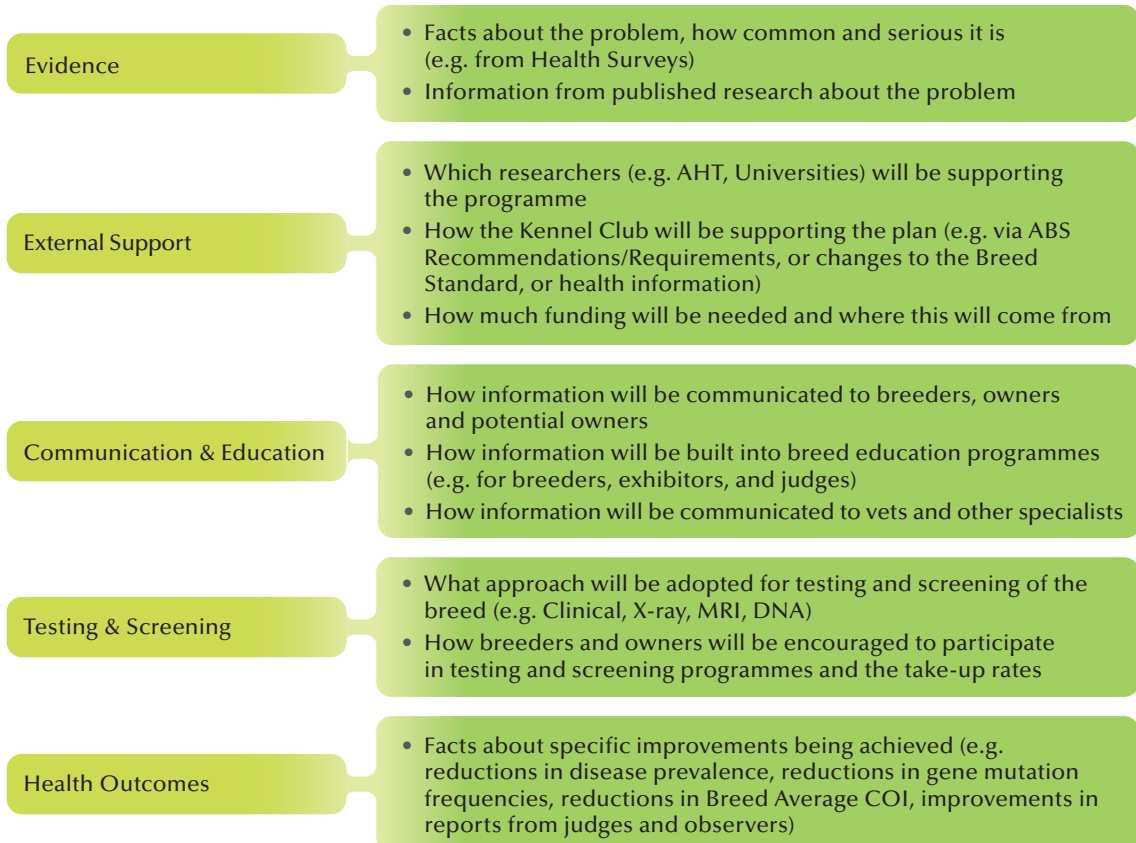 Evidence
• Facts about the problem, how common and serious it is
(e.g. from Health Surveys)
• Information from published research about the problem
External Support
• Which researchers (e.g. AHT, Universities) will be supporting
the programme
• How the Kennel Club will be supporting the plan (e.g. via ABS
Recommendations/Requirements, or changes to the Breed
Standard, or health information)
• How much funding will be needed and where this will come from
Communication & Education
• How information will be communicated to breeders, owners
and potential owners
• How information will be built into breed education programmes
(e.g. for breeders, exhibitors, and judges)
• How information will be communicated to vets and other specialists
Testing & Screening
• What approach will be adopted for testing and screening of the
breed (e.g. Clinical, X-ray, MRI, DNA)
• How breeders and owners will be encouraged to participate
in testing and screening programmes and the take-up rates
Health Outcomes
• Facts about specific improvements being achieved (e.g.
reductions in disease prevalence, reductions in gene mutation
frequencies, reductions in Breed Average COI, improvements in
reports from judges and observers)